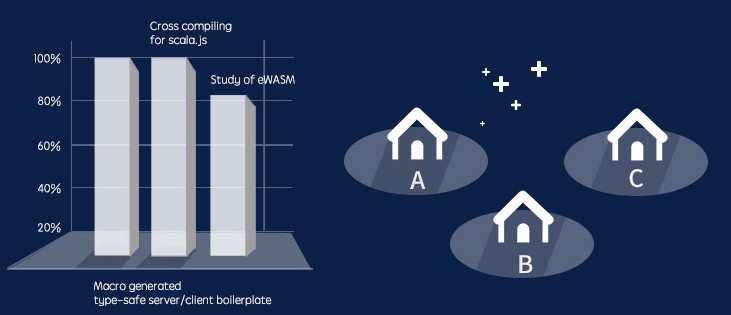 Cross compiling
for scala.js
Study of eWASM
100%
80%
60%
40%
20%
Macro generated
type-safe server/client boilerplate
A
B
C